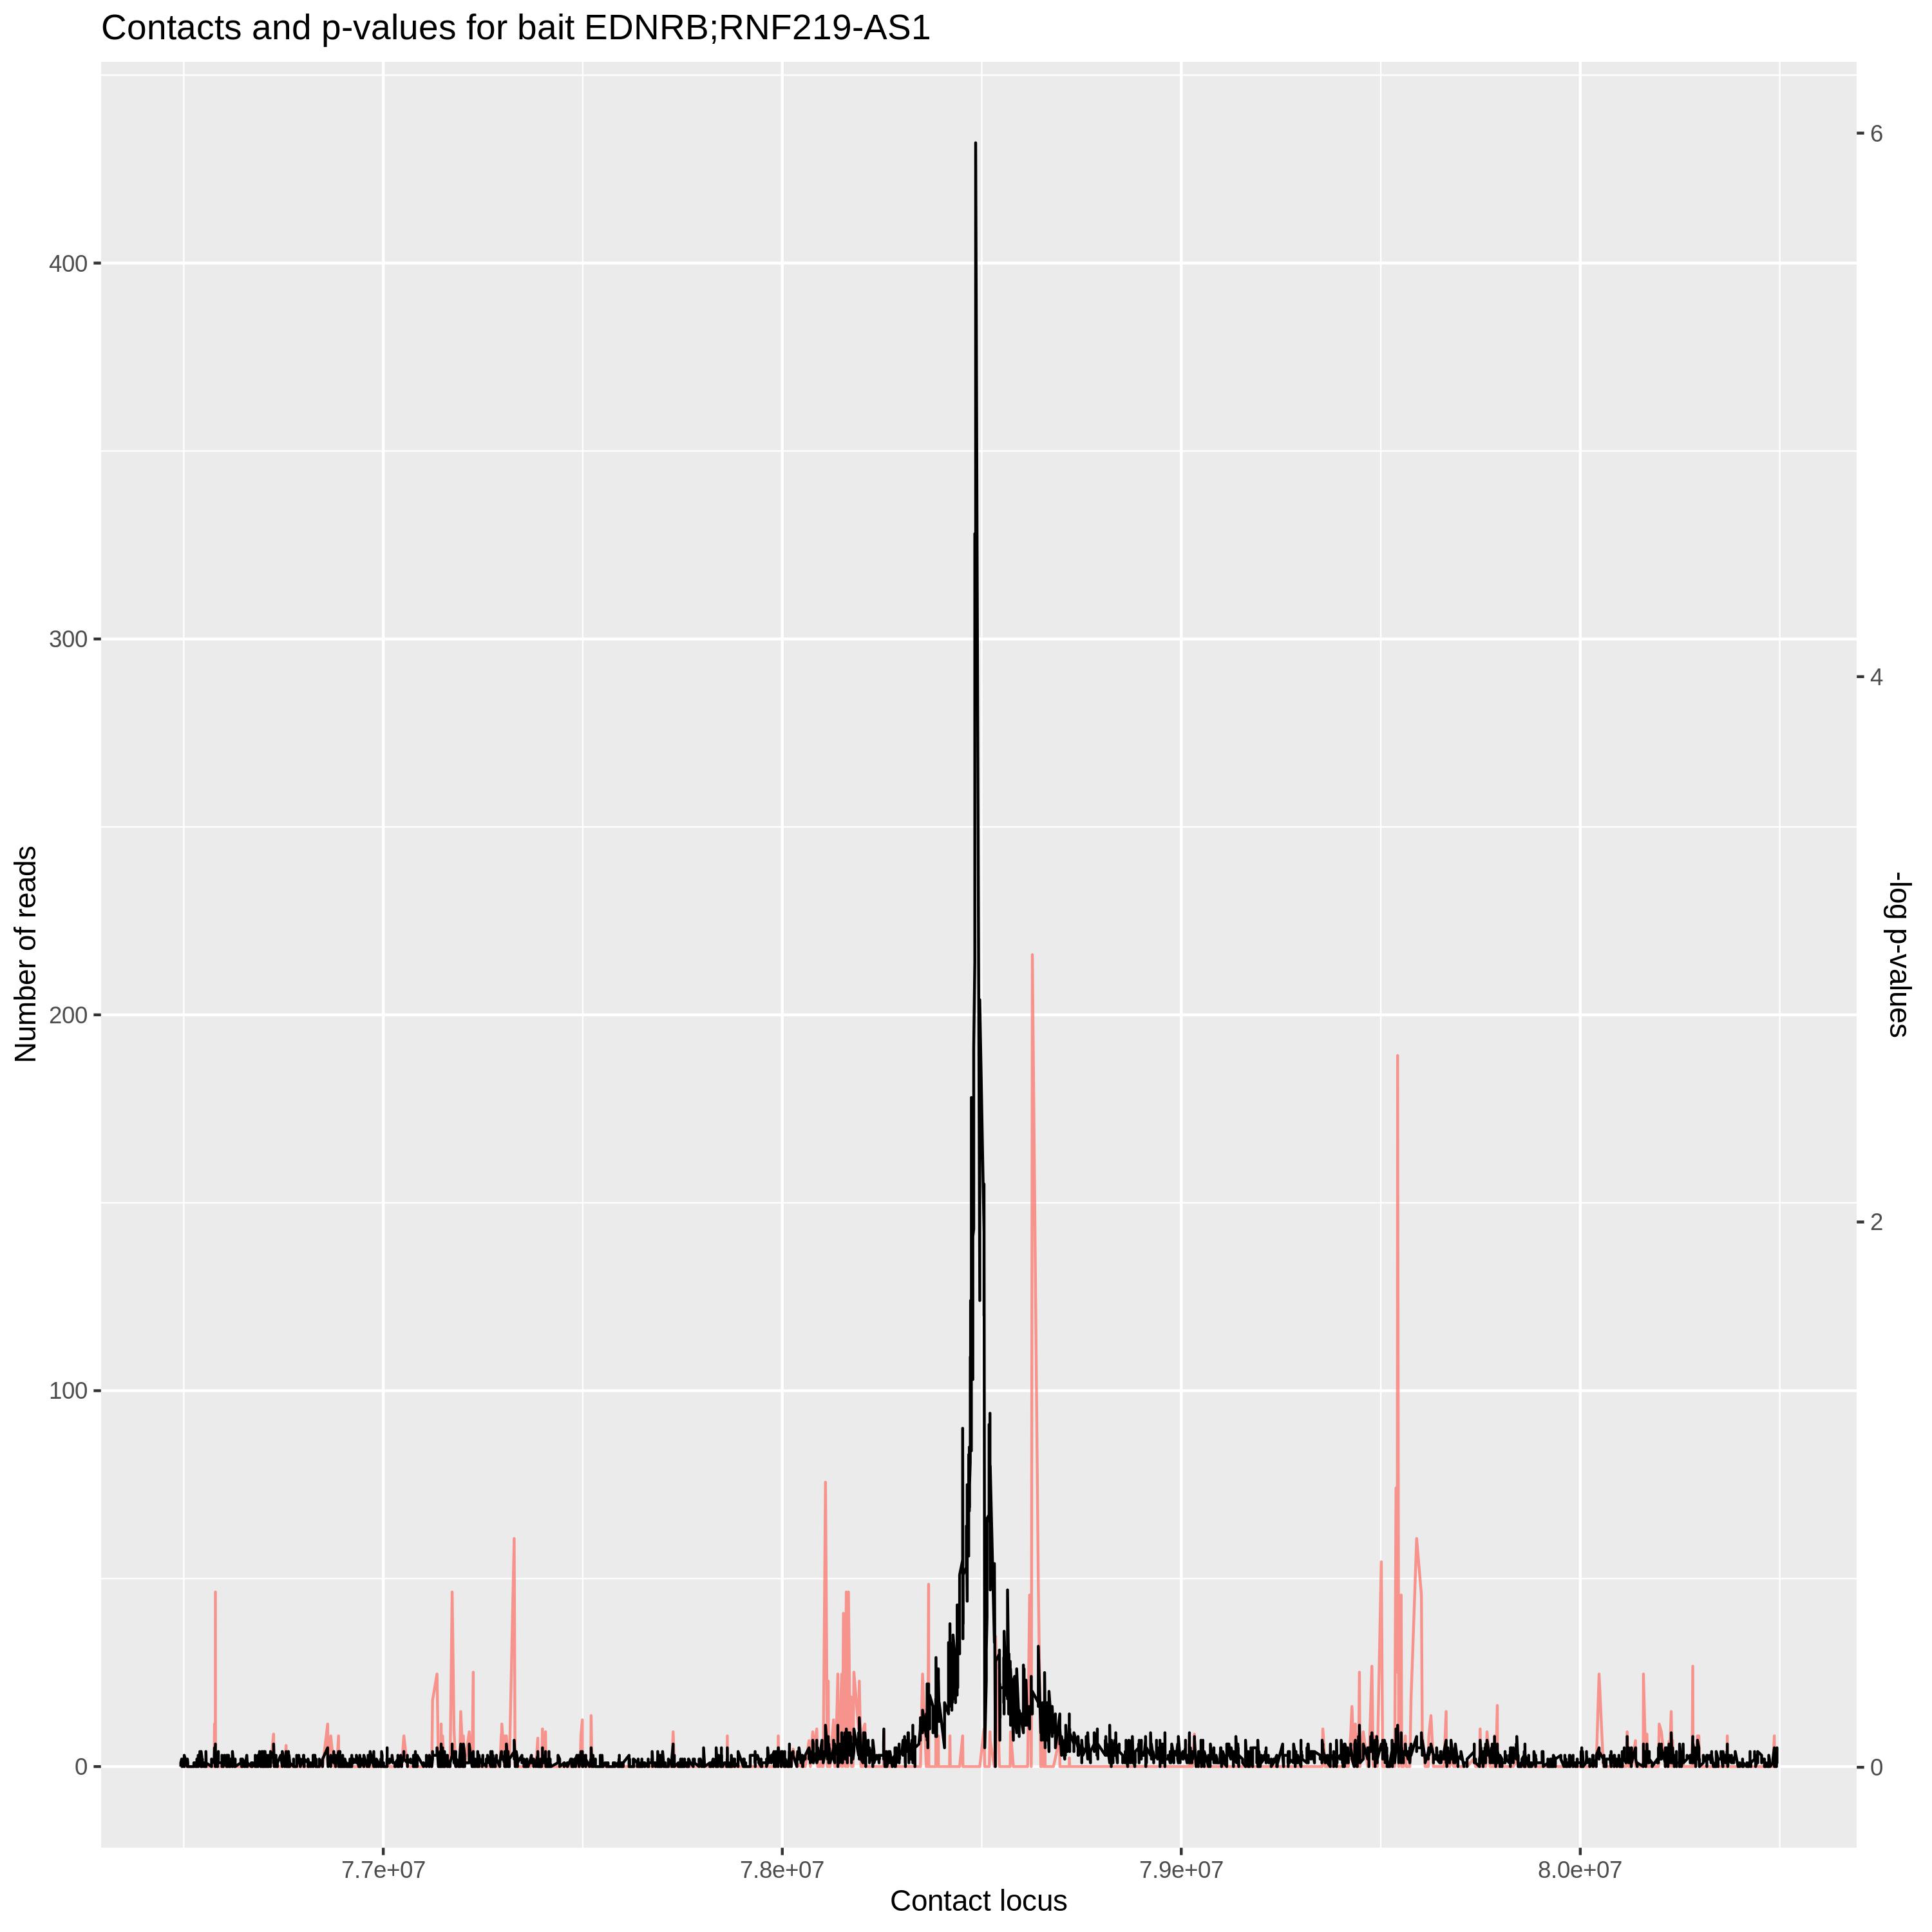 Contacts and p-values for bait EDNRB;RNF219-AS1
Number of reads
400
300
200
100
0
6
4
2
0
-log p-values
7.7e+07
7.8e+07
7.9e+07
8.0e+07
Contact locus